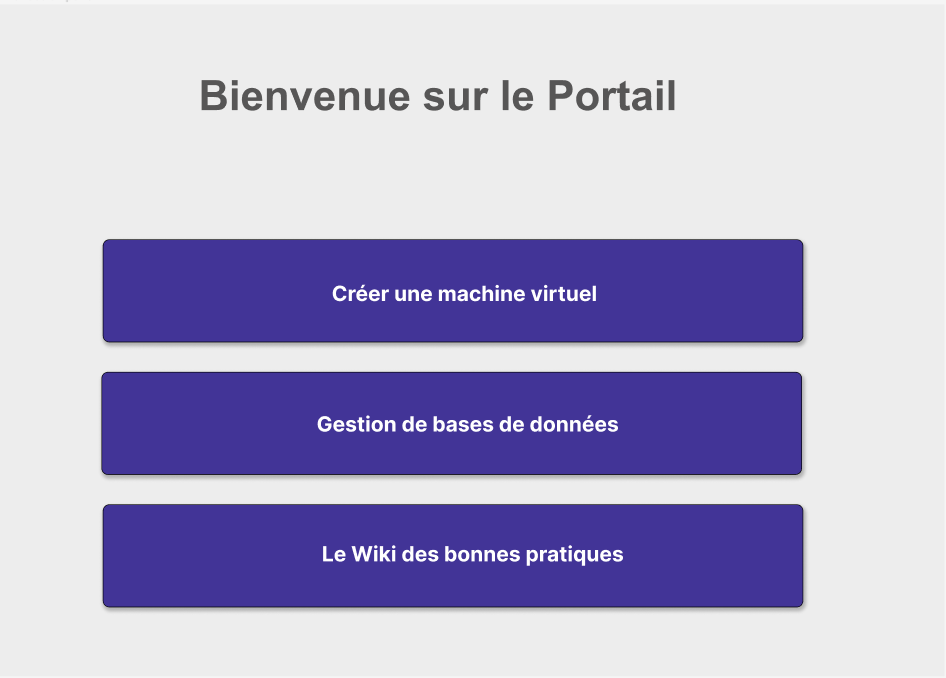 Bienvenue sur le Portail
Créer une machine virtuel
Gestion de bases de données
Le Wiki des bonnes pratiques